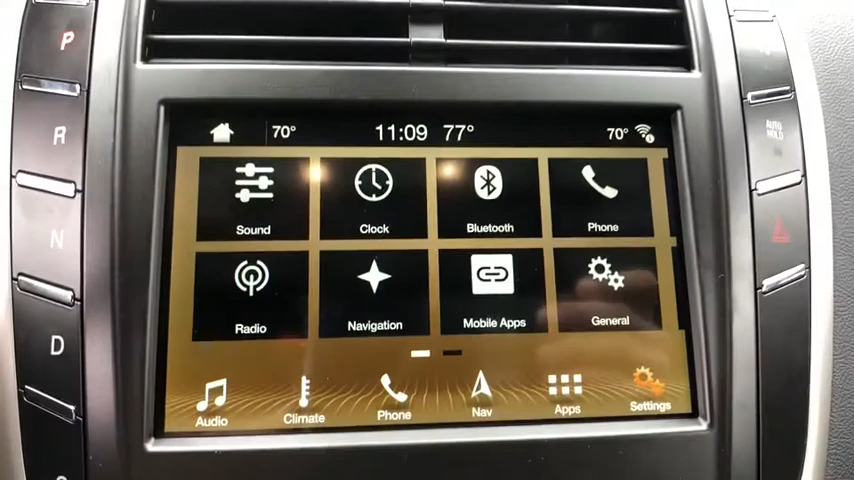 P
R
N
D
70°
11:09
77°
70°
Sound
Clock
Bluetooth
Phone
Radio
Navigation
Mobile Apps
General
Audio
Climate
Phone
Nav
Apps
Settings
AUTO
HOLD